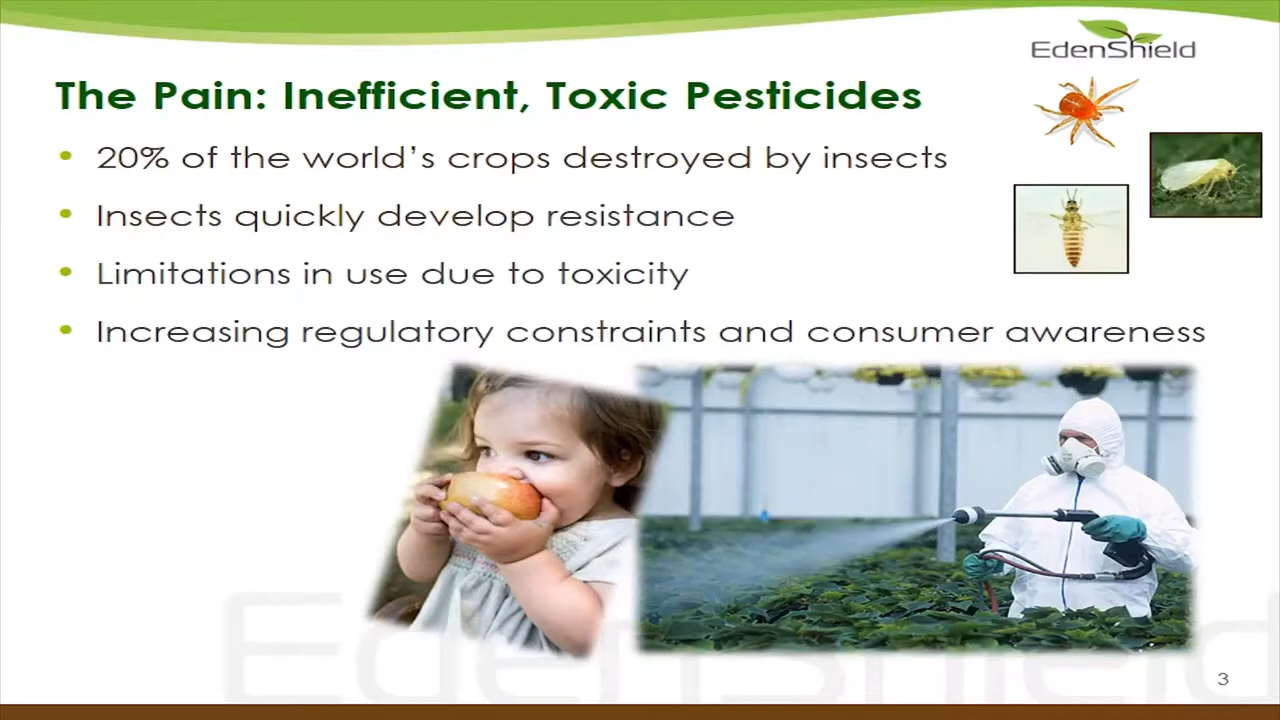 EdenShield
The Pain: Inefficient, Toxic Pesticides
• 20% of the world's crops destroyed by insects
• Insects quickly develop resistance
• Limitations in use due to toxicity
• Increasing regulatory constraints and consumer awareness
EdenShield
3